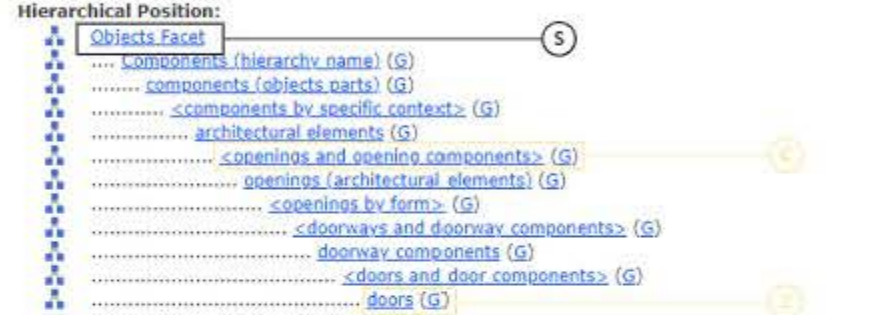 Hierarchical Position:
Objects Facet S
.... Components (hierarchy name) (G)
........ components (objects parts) (G)
............ <components by specific context> (G)
................ architectural elements (G)
.................... <openings and opening components> (G)
........................ openings (architectural elements) (G)
............................ <openings by form> (G)
................................ <doorways and doorway components> (G)
.................................... doorway components (G)
........................................ <doors and door components> (G)
............................................ doors (G)